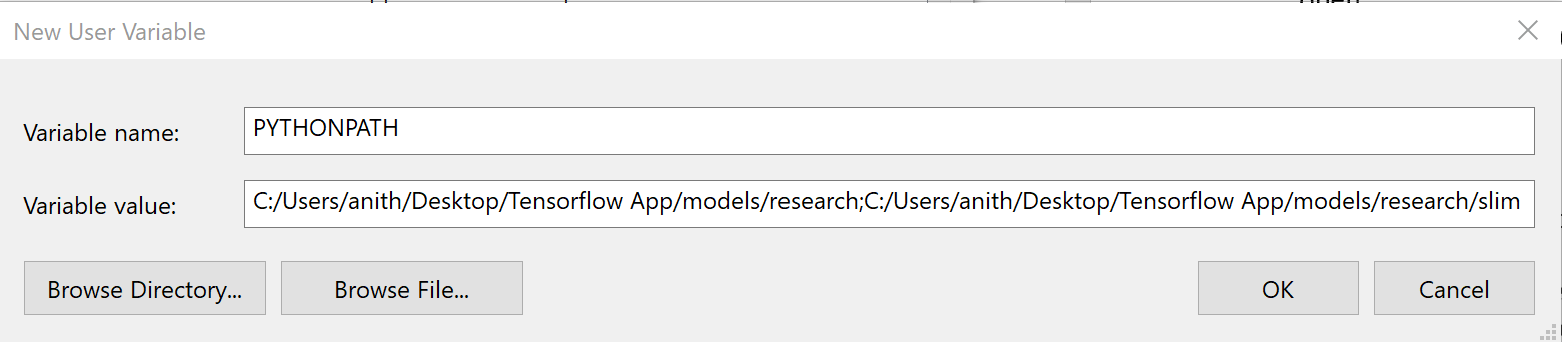 New User Variable
Variable name:
PYTHONPATH
Variable value:
C:/Users/anith/Desktop/Tensorflow App/models/research;C:/Users/anith/Desktop/Tensorflow App/models/research/slim
Browse Directory...
Browse File...
OK
Cancel